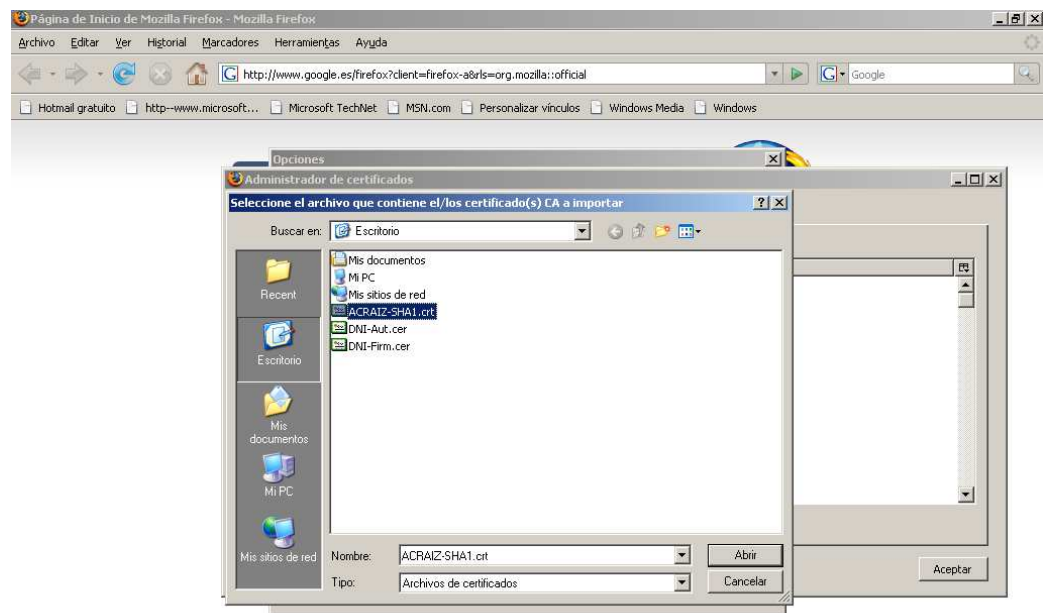 Página de Inicio de Mozilla Firefox - Mozilla Firefox
Archivo Editar Ver Historial Marcadores Herramientas Ayuda
G http://www.google.es/firefox?client=firefox-a&rls=org.mozilla::official G Google
Hotmail gratuito http--www.microsoft... Microsoft TechNet MSN.com Personalizar vínculos Windows Media Windows
Opciones
Administrador de certificados
Seleccione el archivo que contiene el/los certificado(s) CA a importar
Buscar en: Escritorio
Recent
Escritorio
Mis documentos
Mi PC
Mis sitios de red
Mis documentos
Mi PC
Mis sitios de red
ACRAIZ-SHA1.crt
DNI-Aut.cer
DNI-Firm.cer
Nombre: ACRAIZ-SHA1.crt Abrir
Tipo: Archivos de certificados Cancelar
Aceptar